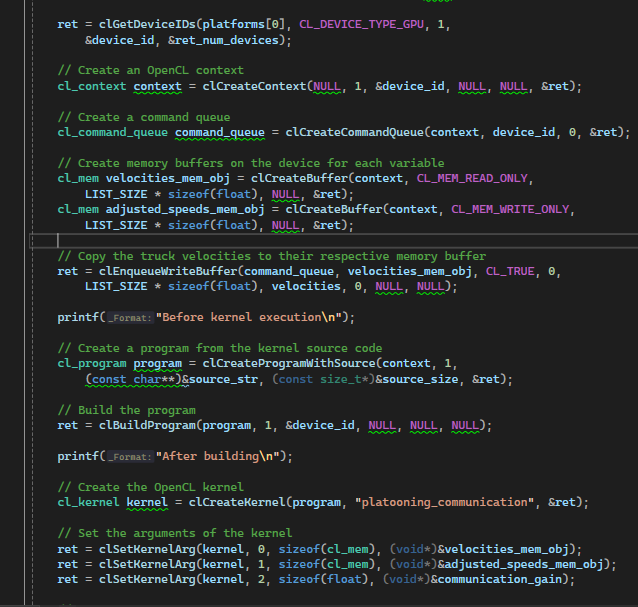 ret = clGetDeviceIDs(platforms[0], CL_DEVICE_TYPE_GPU, 1,
&device_id, &ret_num_devices);
// Create an OpenCL context
cl_context context = clCreateContext(NULL, 1, &device_id, NULL, NULL, &ret);
// Create a command queue
cl_command_queue command_queue = clCreateCommandQueue(context, device_id, 0, &ret);
// Create memory buffers on the device for each variable
cl_mem velocities_mem_obj = clCreateBuffer(context, CL_MEM_READ_ONLY,
LIST_SIZE * sizeof(float), NULL, &ret);
cl_mem adjusted_speeds_mem_obj = clCreateBuffer(context, CL_MEM_WRITE_ONLY,
LIST_SIZE * sizeof(float), NULL, &ret);
// Copy the truck velocities to their respective memory buffer
ret = clEnqueueWriteBuffer(command_queue, velocities_mem_obj, CL_TRUE, 0,
LIST_SIZE * sizeof(float), velocities, 0, NULL, NULL);
printf(_Format:"Before kernel execution\n");
// Create a program from the kernel source code
cl_program program = clCreateProgramWithSource(context, 1,
(const char**)&source_str, (const size_t*)&source_size, &ret);
// Build the program
ret = clBuildProgram(program, 1, &device_id, NULL, NULL, NULL);
printf(_Format:"After building\n");
// Create the OpenCL kernel
cl_kernel kernel = clCreateKernel(program, "platooning_communication", &ret);
// Set the arguments of the kernel
ret = clSetKernelArg(kernel, 0, sizeof(cl_mem), (void*)&velocities_mem_obj);
ret = clSetKernelArg(kernel, 1, sizeof(cl_mem), (void*)&adjusted_speeds_mem_obj);
ret = clSetKernelArg(kernel, 2, sizeof(float), (void*)&communication_gain);